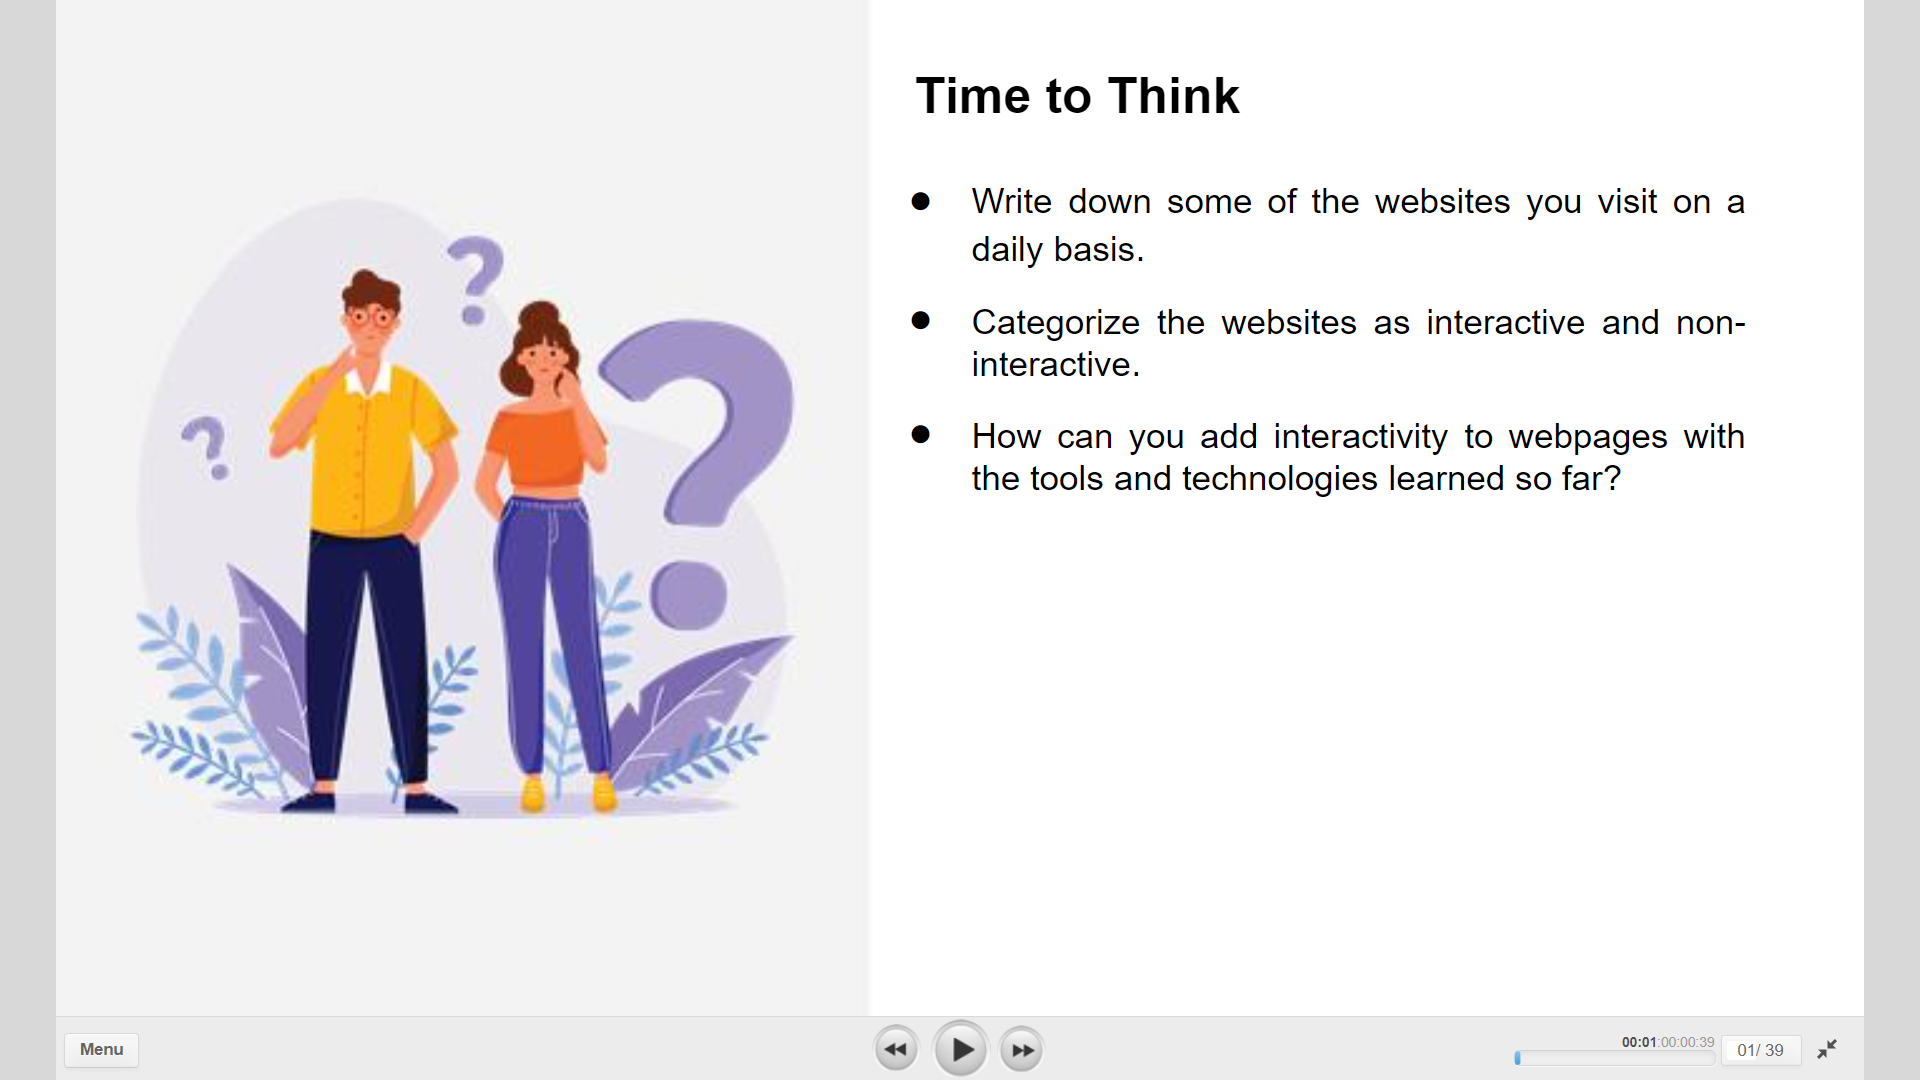 Time to Think
● Write down some of the websites you visit on a
daily basis.
● Categorize the websites as interactive and non-
interactive.
● How can you add interactivity to webpages with
the tools and technologies learned so far?
? ? ?
Menu
00:01:00:00:39
01/ 39